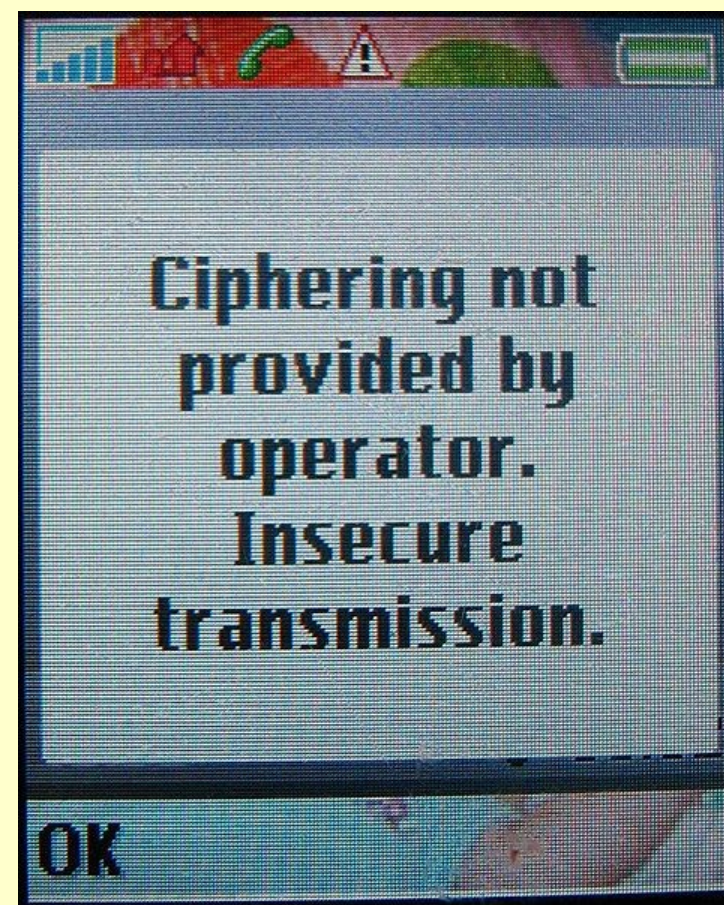 Ciphering not
provided by
operator.
Insecure
transmission.
OK